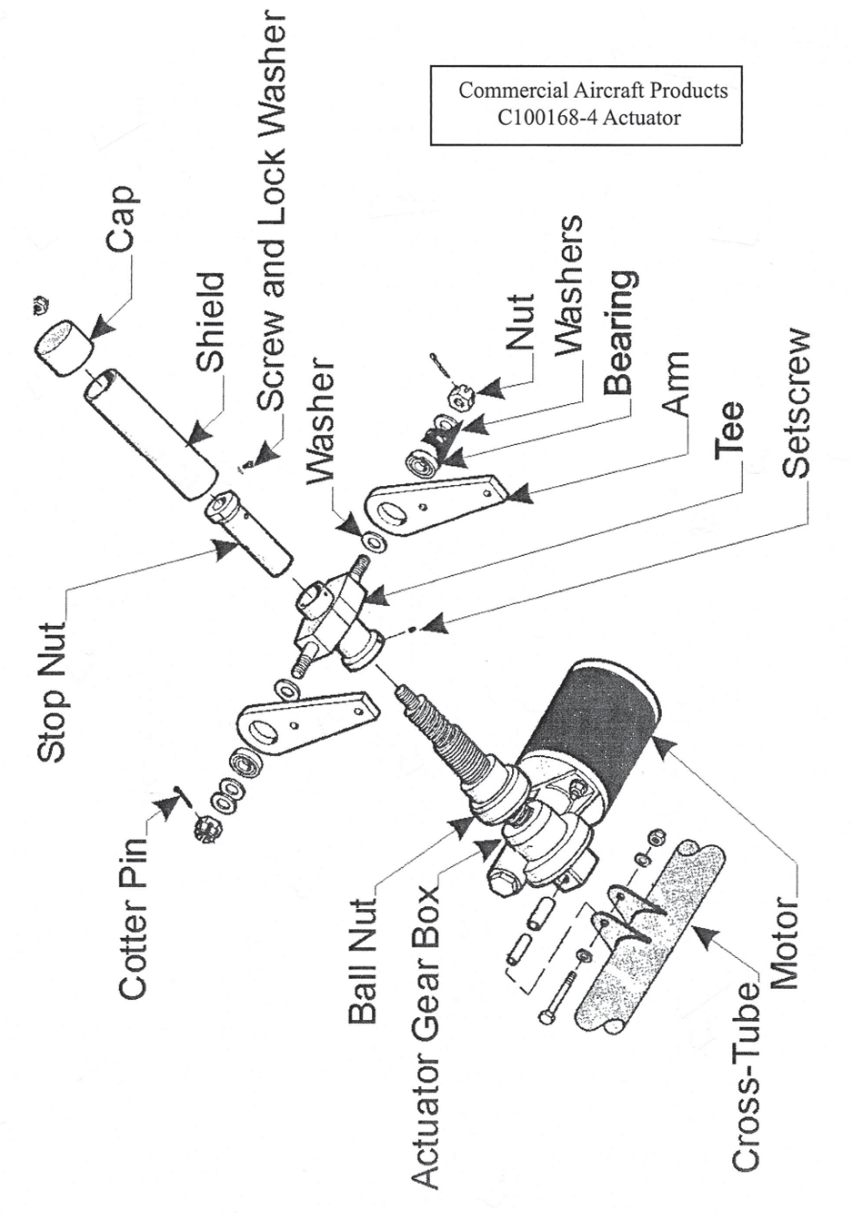 Commercial Aircraft Products
C100168-4 Actuator
Cap
Shield
Screw and Lock Washer
Washer
Nut
Washers
Bearing
Arm
Tee
Setscrew
Stop Nut
Cotter Pin
Ball Nut
Actuator Gear Box
Motor
Cross-Tube